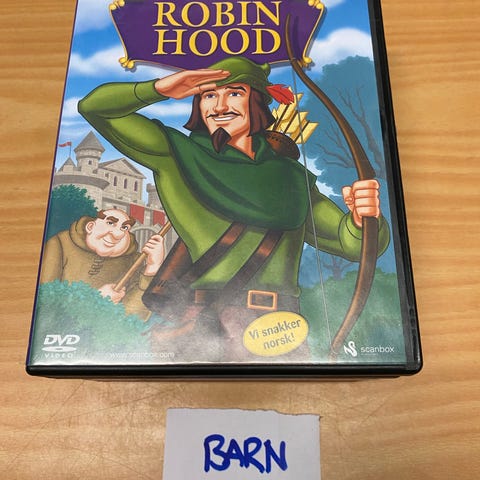 ROBIN
HOOD
Vi snakker
norsk!
DVD
VIDEO
www.scanbox.com
scanbox
BARN